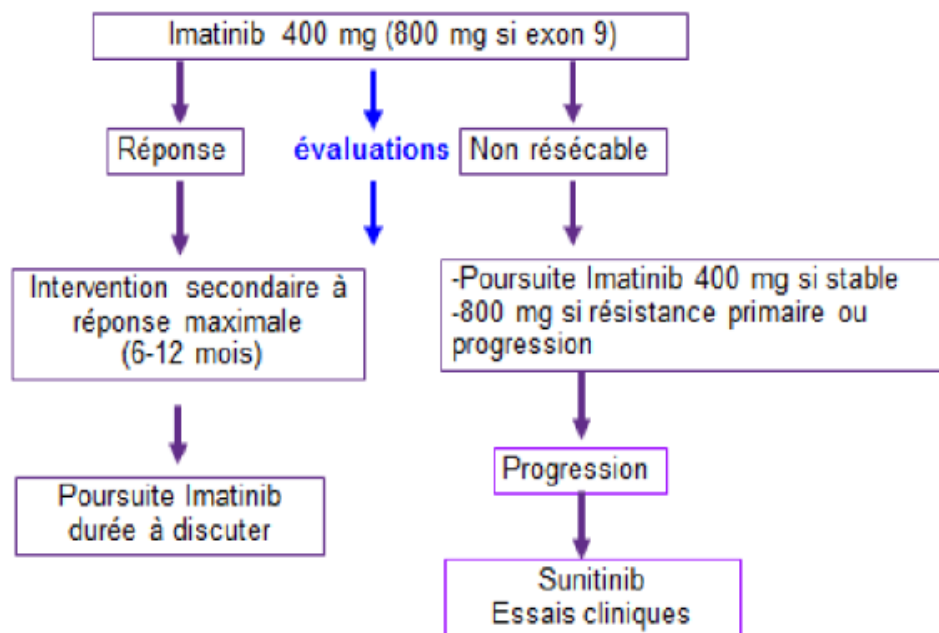 Imatinib 400 mg (800 mg si exon 9)
Réponse
évaluations
Non résécable
Intervention secondaire à
réponse maximale
(6-12 mois)
-Poursuite Imatinib 400 mg si stable
-800 mg si résistance primaire ou
progression
Poursuite Imatinib
durée à discuter
Progression
Sunitinib
Essais cliniques